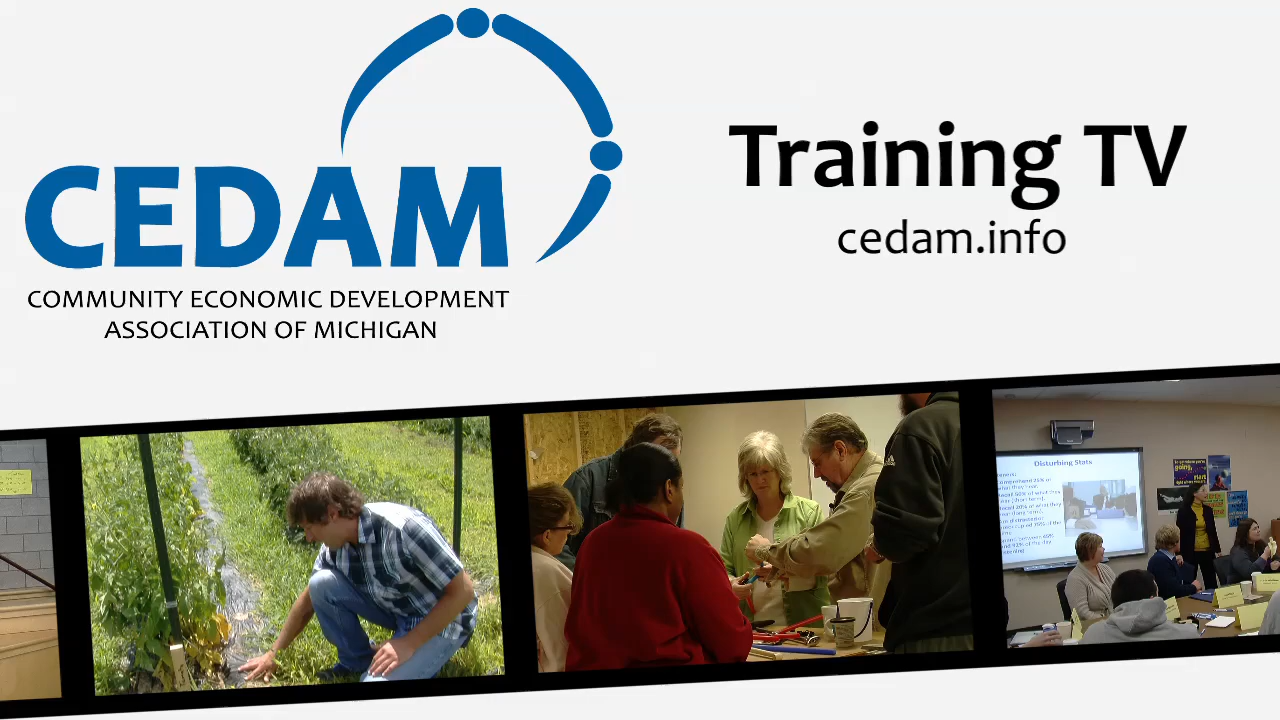 CEDAM
COMMUNITY ECONOMIC DEVELOPMENT
ASSOCIATION OF MICHIGAN
Training TV
cedam.info
Disturbing Stats